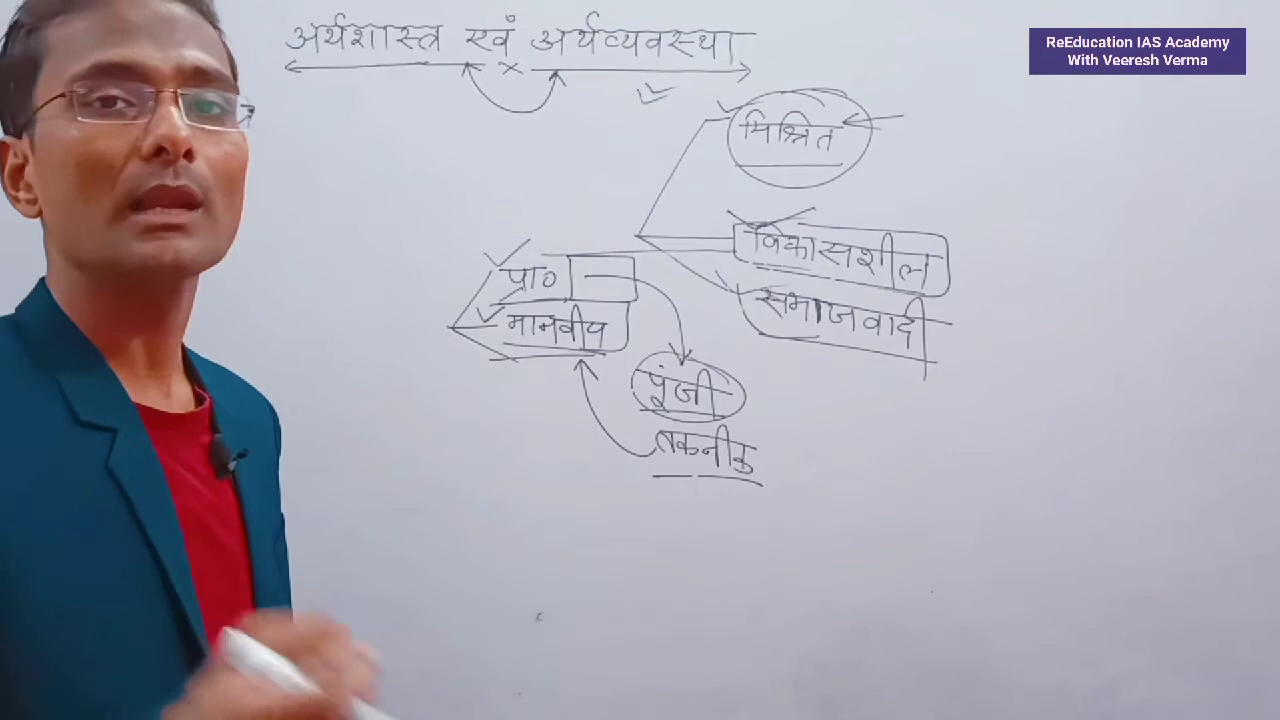 अर्थशास्त्र एवं अर्थव्यवस्था
ReEducation IAS Academy
With Veeresh Verma
मिश्रित
विकासशील
समाजवादी
प्रा०
मानवीय
पूंजी
तकनीक